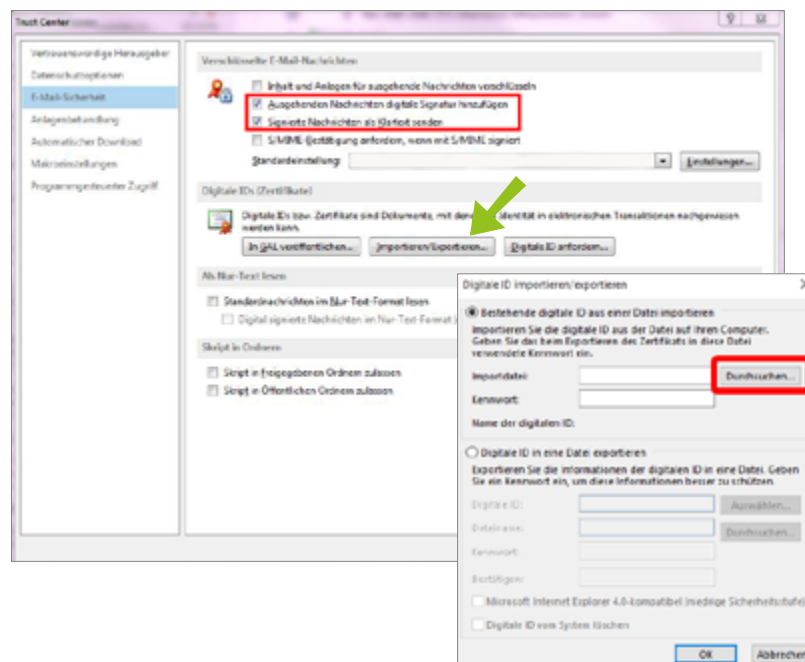 Trust Center
Vertrauenswürdige Herausgeber
Datenschutzoptionen
E-Mail-Sicherheit
Anlagenbehandlung
Automatischer Download
Makroeinstellungen
Programmgesteuerter Zugriff
Verschlüsselte E-Mail-Nachrichten
Inhalt und Anlagen für ausgehende Nachrichten verschlüsseln
Ausgehenden Nachrichten digitale Signatur hinzufügen
Signierte Nachrichten als Klartext senden
S/MIME-Bestätigung anfordern, wenn mit S/MIME signiert
Standardeinstellung: Einstellungen...
Digitale IDs (Zertifikate)
Digitale IDs bzw. Zertifikate sind Dokumente, mit denen Identität in elektronischen Transaktionen nachgewiesen
werden kann.
In GAL veröffentlichen... Importieren/Exportieren... Digitale ID anfordern...
Als Nur-Text lesen
Standardnachrichten im Nur-Text-Format lesen
Digital signierte Nachrichten im Nur-Text-Format
Skript in Ordnern
Skript in freigegebenen Ordnern zulassen
Skript in Öffentlichen Ordnern zulassen
Digitale ID importieren/exportieren
Bestehende digitale ID aus einer Datei importieren
Importieren Sie die digitale ID aus der Datei auf Ihrem Computer.
Geben Sie das beim Exportieren des Zertifikats in diese Datei
verwendete Kennwort ein.
Importdatei: Durchsuchen...
Kennwort:
Name der digitalen ID:
Digitale ID in eine Datei exportieren
Exportieren Sie die Informationen der digitalen ID in eine Datei. Geben
Sie ein Kennwort ein, um diese Informationen besser zu schützen.
Digitale ID: Auswählen...
Dateiname: Durchsuchen...
Kennwort:
Bestätigen:
Microsoft Internet Explorer 4.0-kompatibel (niedrige Sicherheitsstufe)
Digitale ID vom System löschen
OK Abbrechen